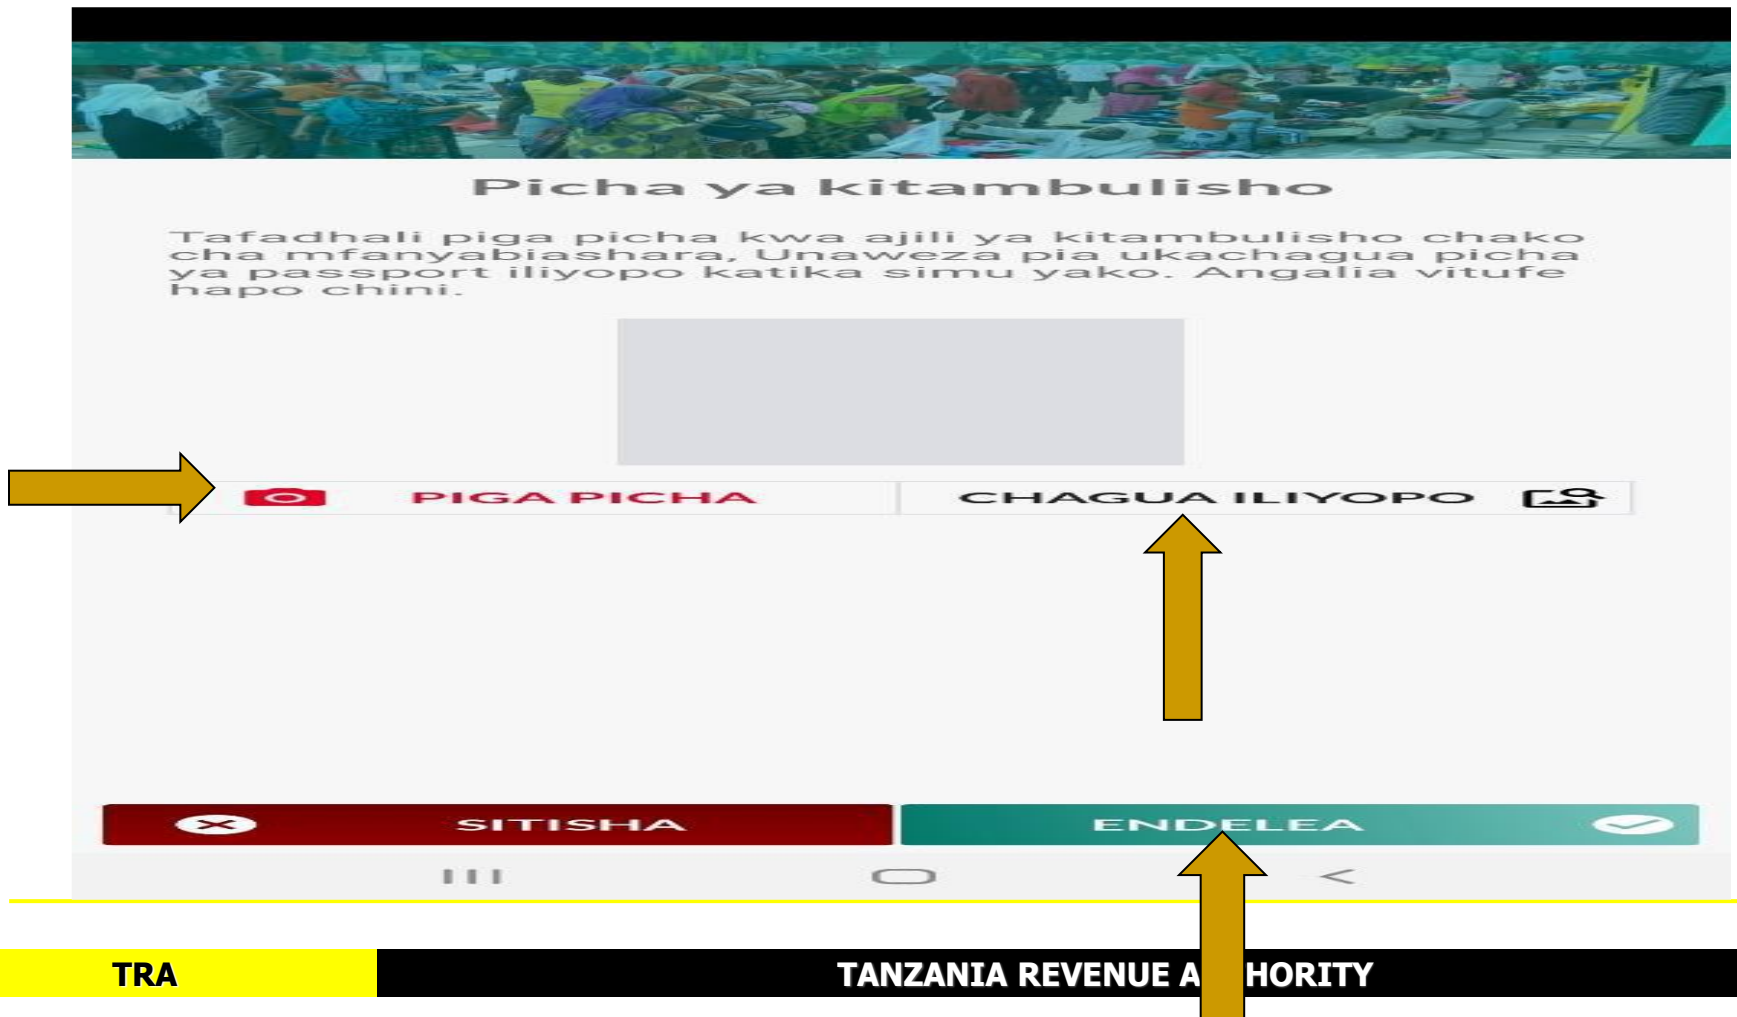 Picha ya kitambulisho
Tafadhali piga picha kwa ajili ya kitambulisho chako
cha mfanyabiashara, Unaweza pia ukachagua picha
ya passport iliyopo katika simu yako. Angalia vitufe
hapo chini.
PIGA PICHA
CHAGUA ILIYOPO
SITISHA
ENDELEA
TRA
TANZANIA REVENUE A HORITY